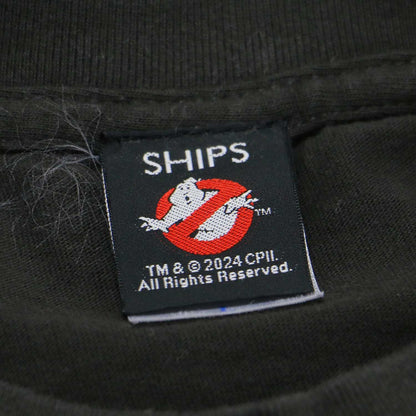 SHIPS
TM
TM & © 2024 CPII.
All Rights Reserved.